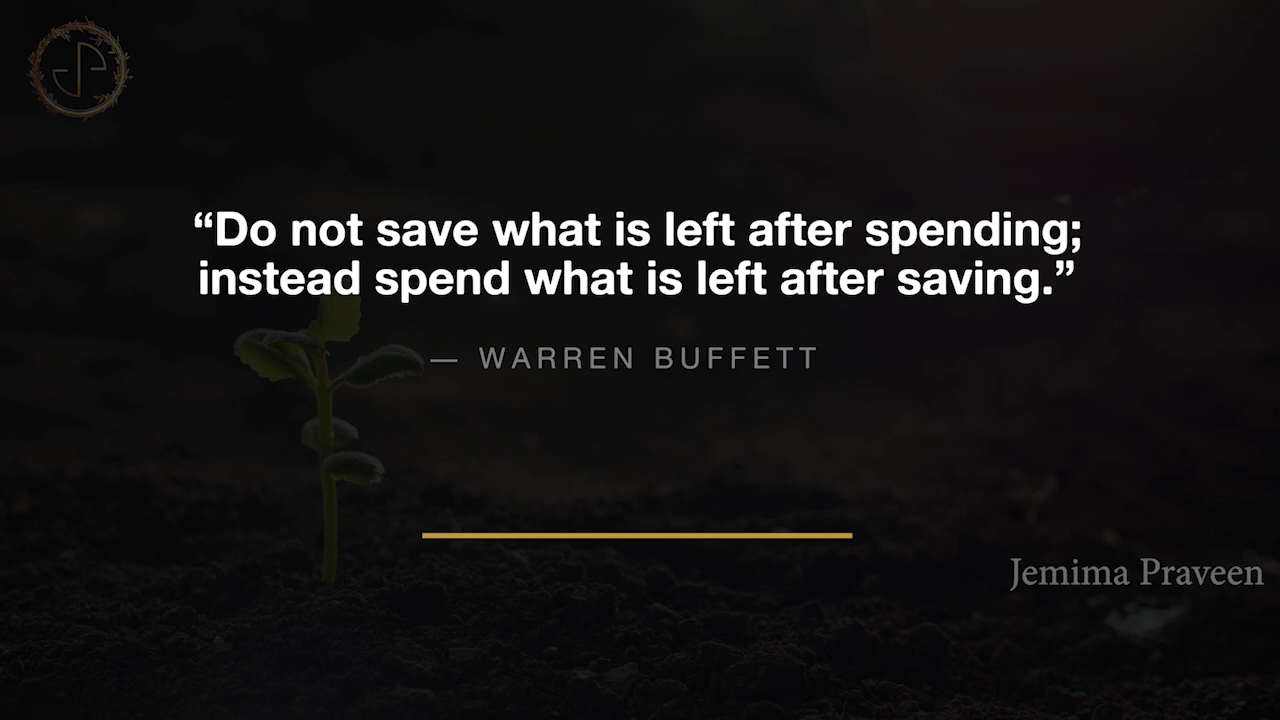 “Do not save what is left after spending;
instead spend what is left after saving.”
— WARREN BUFFETT
Jemima Praveen